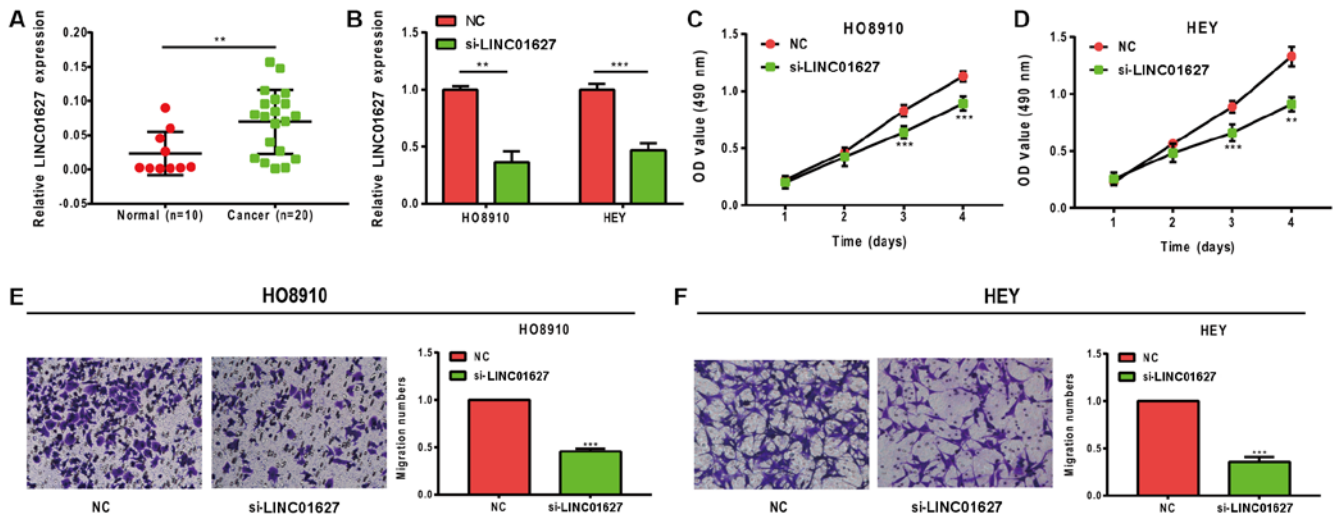 A
Relative LINC01627 expression
0.20
0.15
0.10
0.05
0.00
-0.05
**
Normal (n=10)
Cancer (n=20)
B
Relative LINC01627 expression
NC
si-LINC01627
1.5
1.0
0.5
0.0
**
***
HO8910
HEY
C
HO8910
OD value (490 nm)
NC
si-LINC01627
1.5
1.0
0.5
0.0
***
***
1 2 3 4
Time (days)
D
HEY
OD value (490 nm)
NC
si-LINC01627
1.5
1.0
0.5
0.0
***
**
1 2 3 4
Time (days)
E
HO8910
NC
si-LINC01627
HO8910
Migration numbers
NC
si-LINC01627
1.5
1.0
0.5
0.0
***
NC
si-LINC01627
F
HEY
NC
si-LINC01627
HEY
Migration numbers
NC
si-LINC01627
1.5
1.0
0.5
0.0
***
NC
si-LINC01627